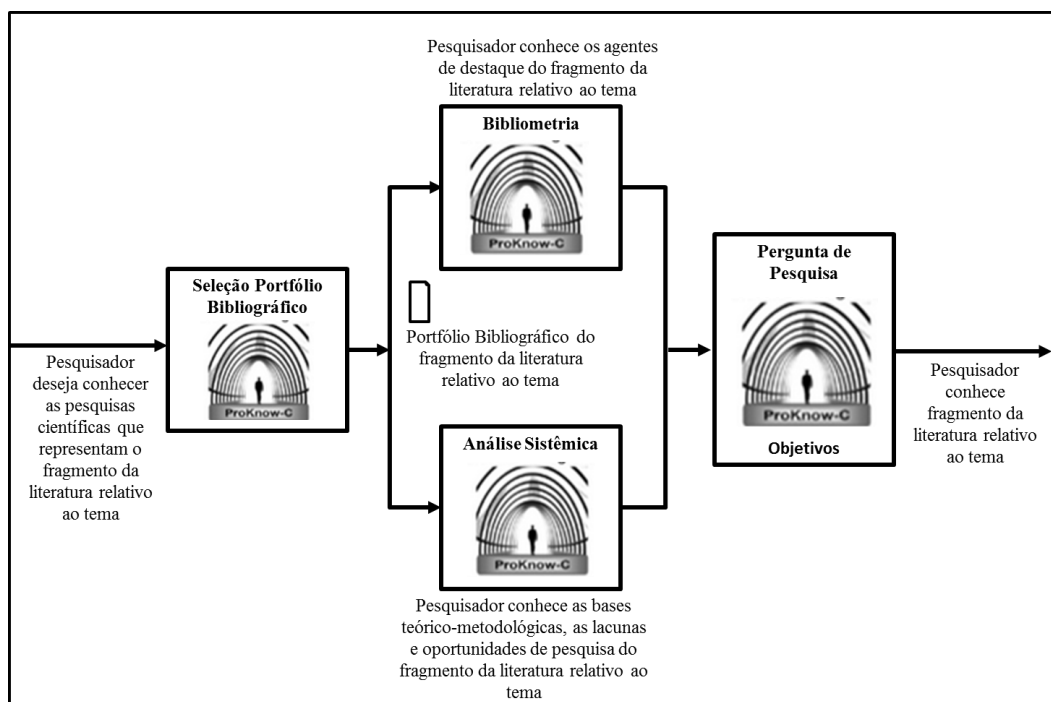 Pesquisador conhece os agentes
de destaque do fragmento da
literatura relativo ao tema
Bibliometria
ProKnow-C
Seleção Portfólio
Bibliográfico
ProKnow-C
Pesquisador
deseja conhecer
as pesquisas
científicas que
representam o
fragmento da
literatura relativo
ao tema
Portfólio Bibliográfico do
fragmento da literatura
relativo ao tema
Análise Sistêmica
ProKnow-C
Pesquisador conhece as bases
teórico-metodológicas, as lacunas
e oportunidades de pesquisa do
fragmento da literatura relativo ao
tema
Pergunta de
Pesquisa
ProKnow-C
Objetivos
Pesquisador
conhece
fragmento da
literatura relativo
ao tema